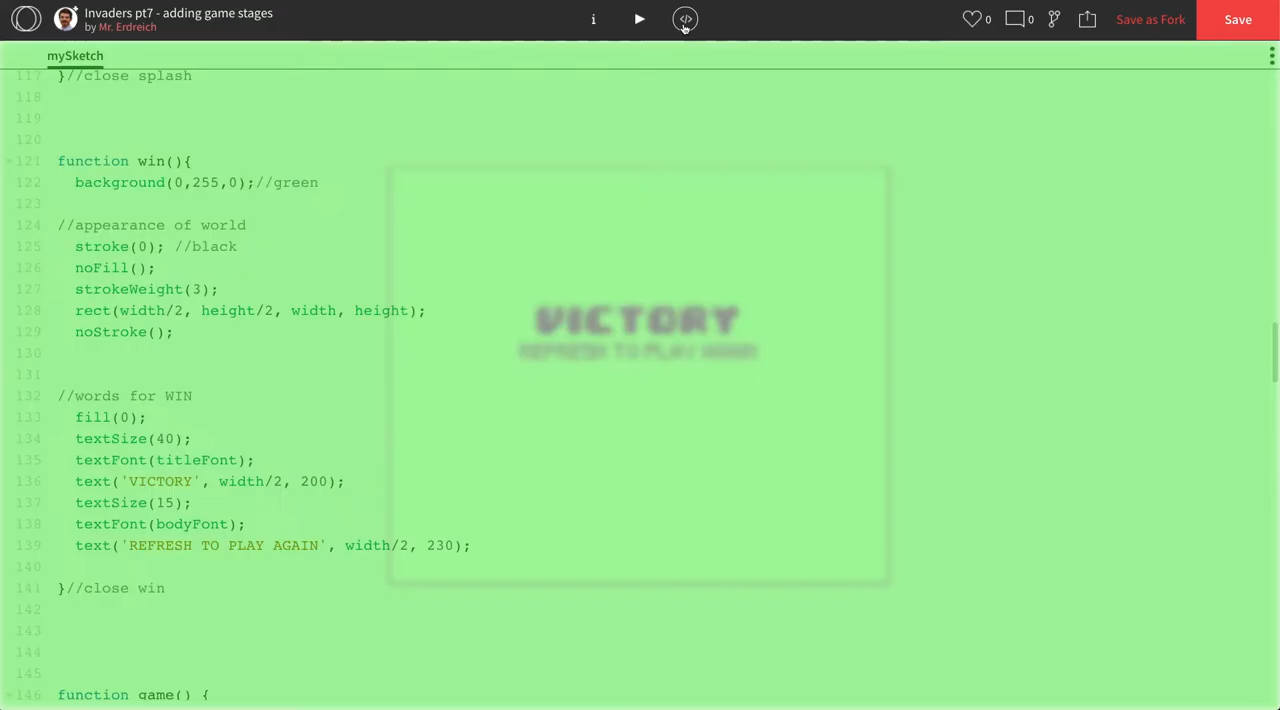 Invaders pt7 - adding game stages
by Mr. Erdreich
0
0
Save as Fork
Save
mySketch
117 }//close splash
118
119
120
121 function win(){
122 background(0,255,0);//green
123
124 //appearance of world
125 stroke(0); //black
126 noFill();
127 strokeWeight(3);
128 rect(width/2, height/2, width, height);
129 noStroke();
130
131
132 //words for WIN
133 fill(0);
134 textSize(40);
135 textFont(titleFont);
136 text('VICTORY', width/2, 200);
137 textSize(15);
138 textFont(bodyFont);
139 text('REFRESH TO PLAY AGAIN', width/2, 230);
140
141 }//close win
142
143
144
145
146 function game() {
VICTORY
REFRESH TO PLAY AGAIN